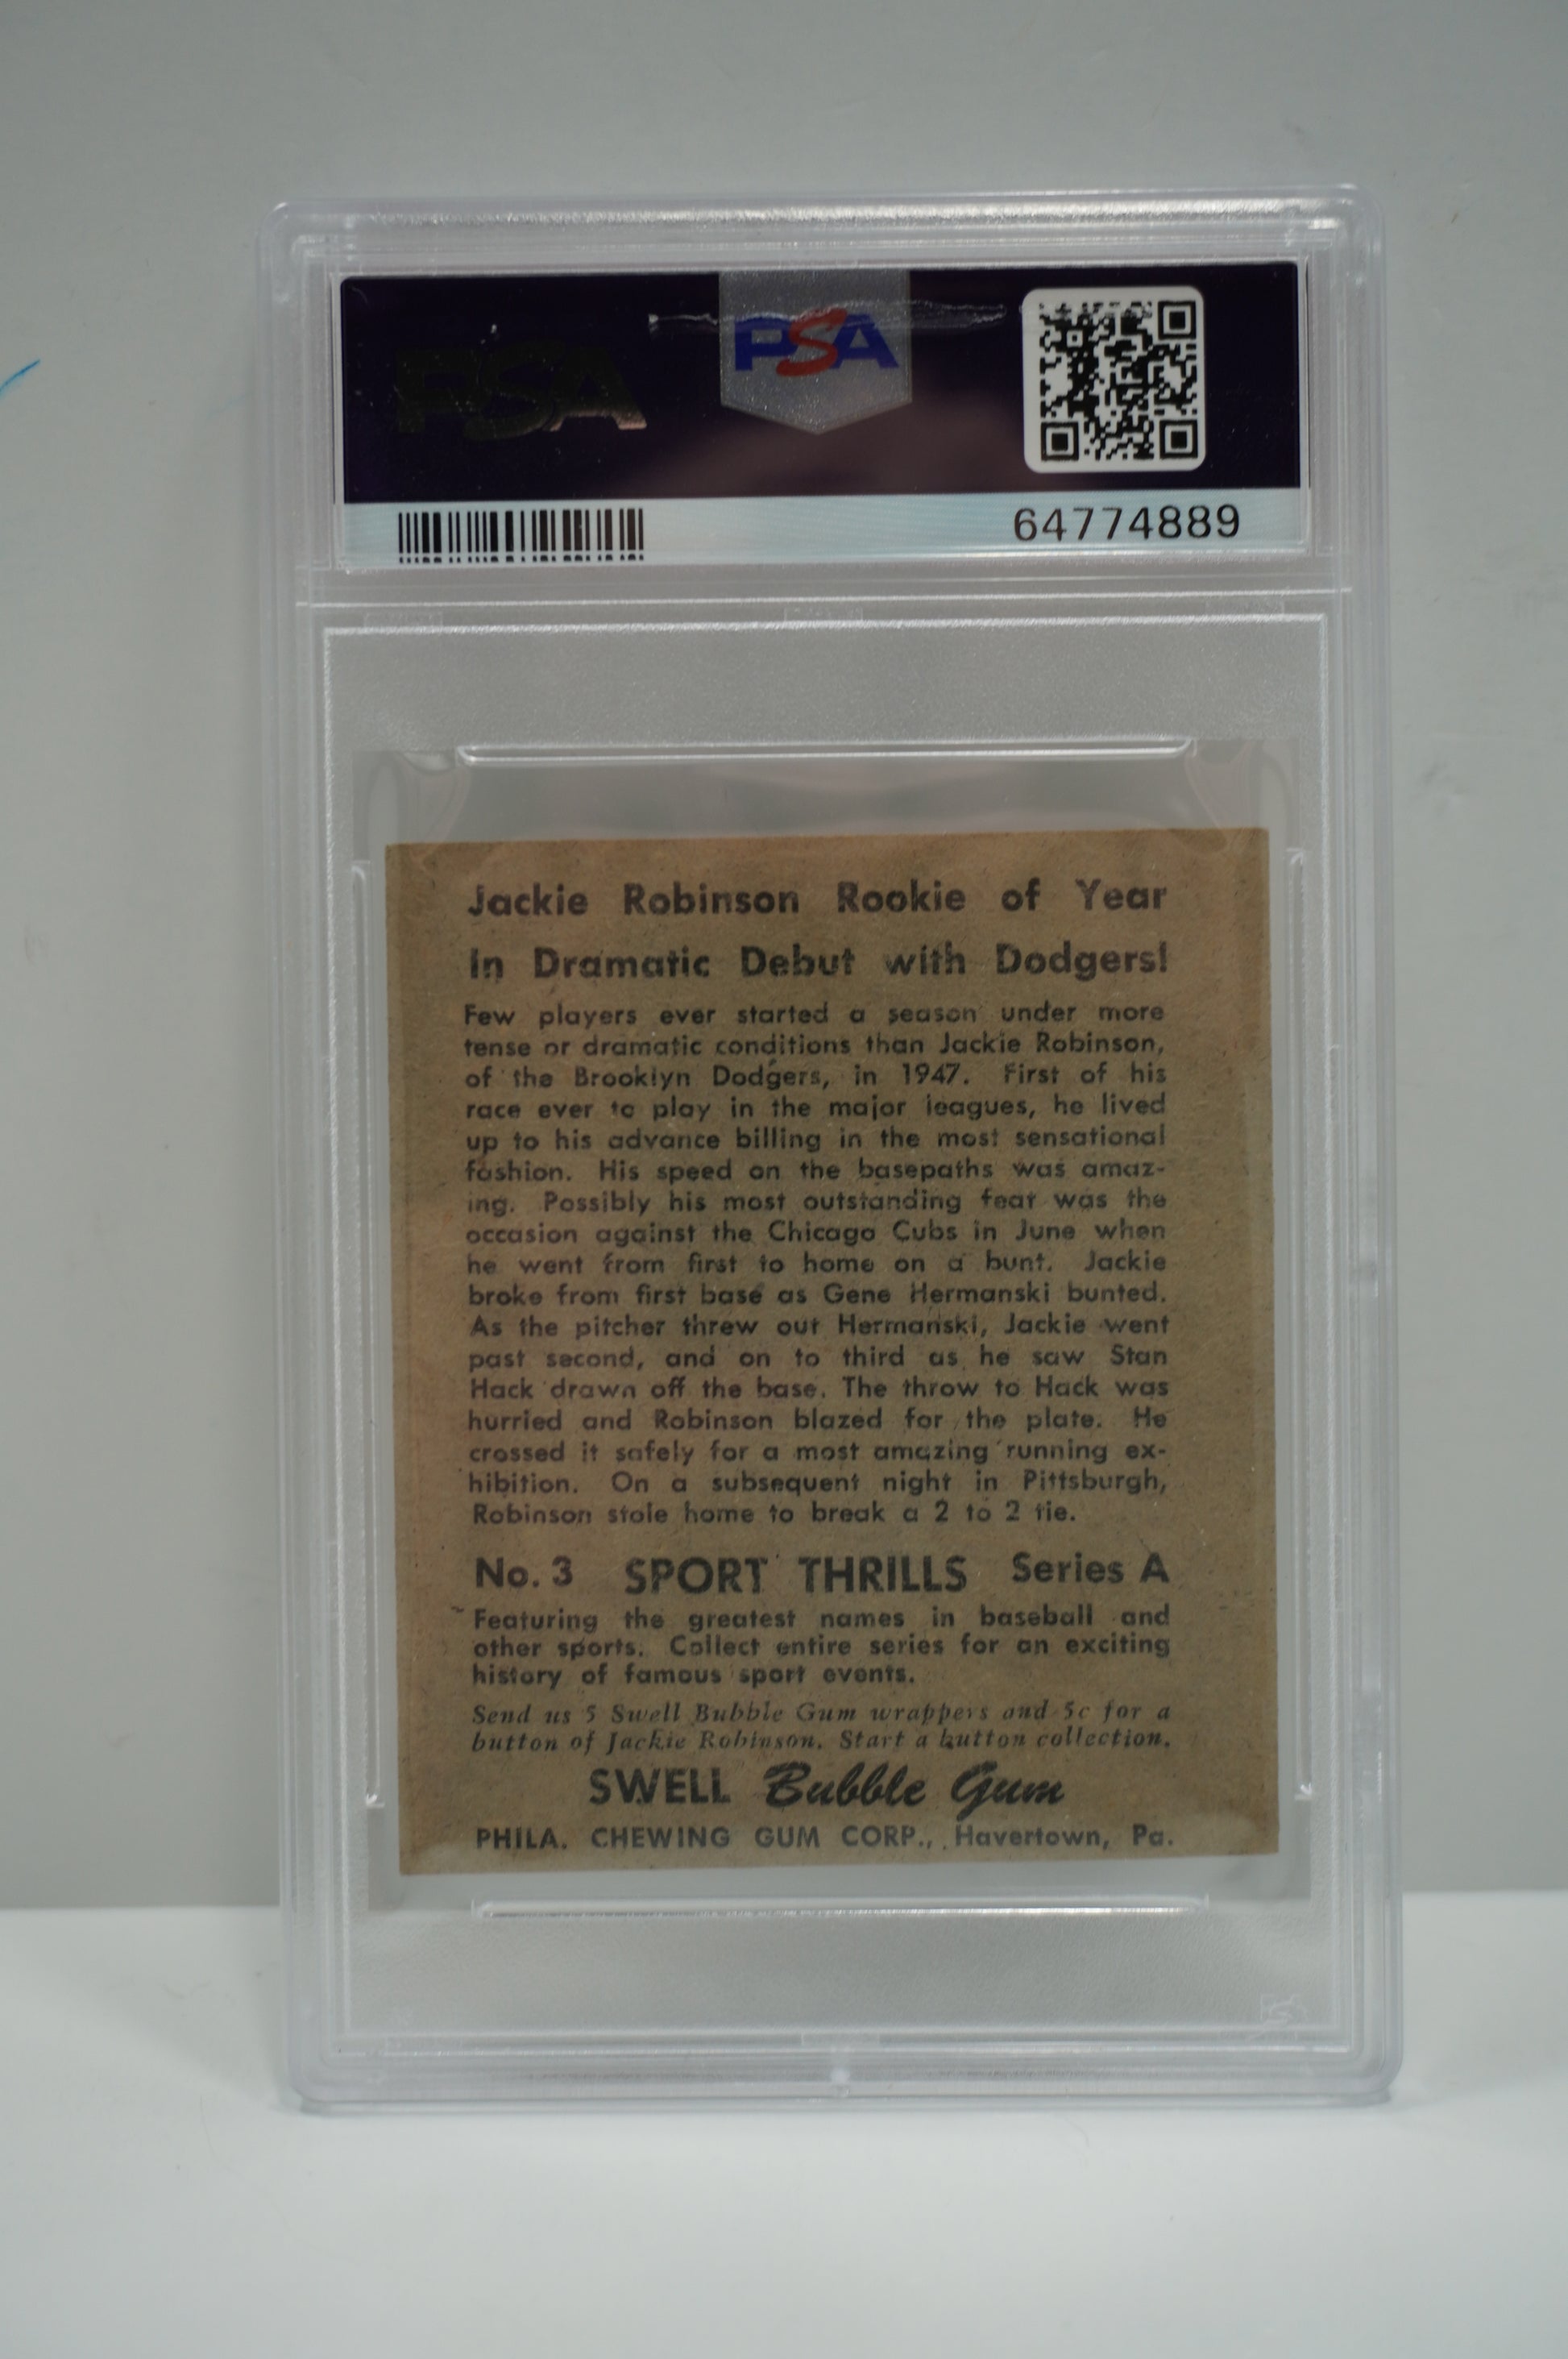 PSA
PSA
64774889
Jackie Robinson Rookie of Year
In Dramatic Debut with Dodgers!
Few players ever started a season under more
tense or dramatic conditions than Jackie Robinson,
of the Brooklyn Dodgers, in 1947. First of his
race ever to play in the major leagues, he lived
up to his advance billing in the most sensational
fashion. His speed on the basepaths was amaz-
ing. Possibly his most outstanding feat was the
occasion against the Chicago Cubs in June when
he went from first to home on a bunt. Jackie
broke from first base as Gene Hermanski bunted.
As the pitcher threw out Hermanski, Jackie went
past second, and on to third as he saw Stan
Hack drawn off the base. The throw to Hack was
hurried and Robinson blazed for the plate. He
crossed it safely for a most amazing running ex-
hibition. On a subsequent night in Pittsburgh,
Robinson stole home to break a 2 to 2 tie.
No. 3 SPORT THRILLS Series A
Featuring the greatest names in baseball and
other sports. Collect entire series for an exciting
history of famous sport events.
Send us 5 Swell Bubble Gum wrappers and 5c for a
button of Jackie Robinson. Start a button collection.
SWELL Bubble Gum
PHILA. CHEWING GUM CORP., Havertown, Pa.